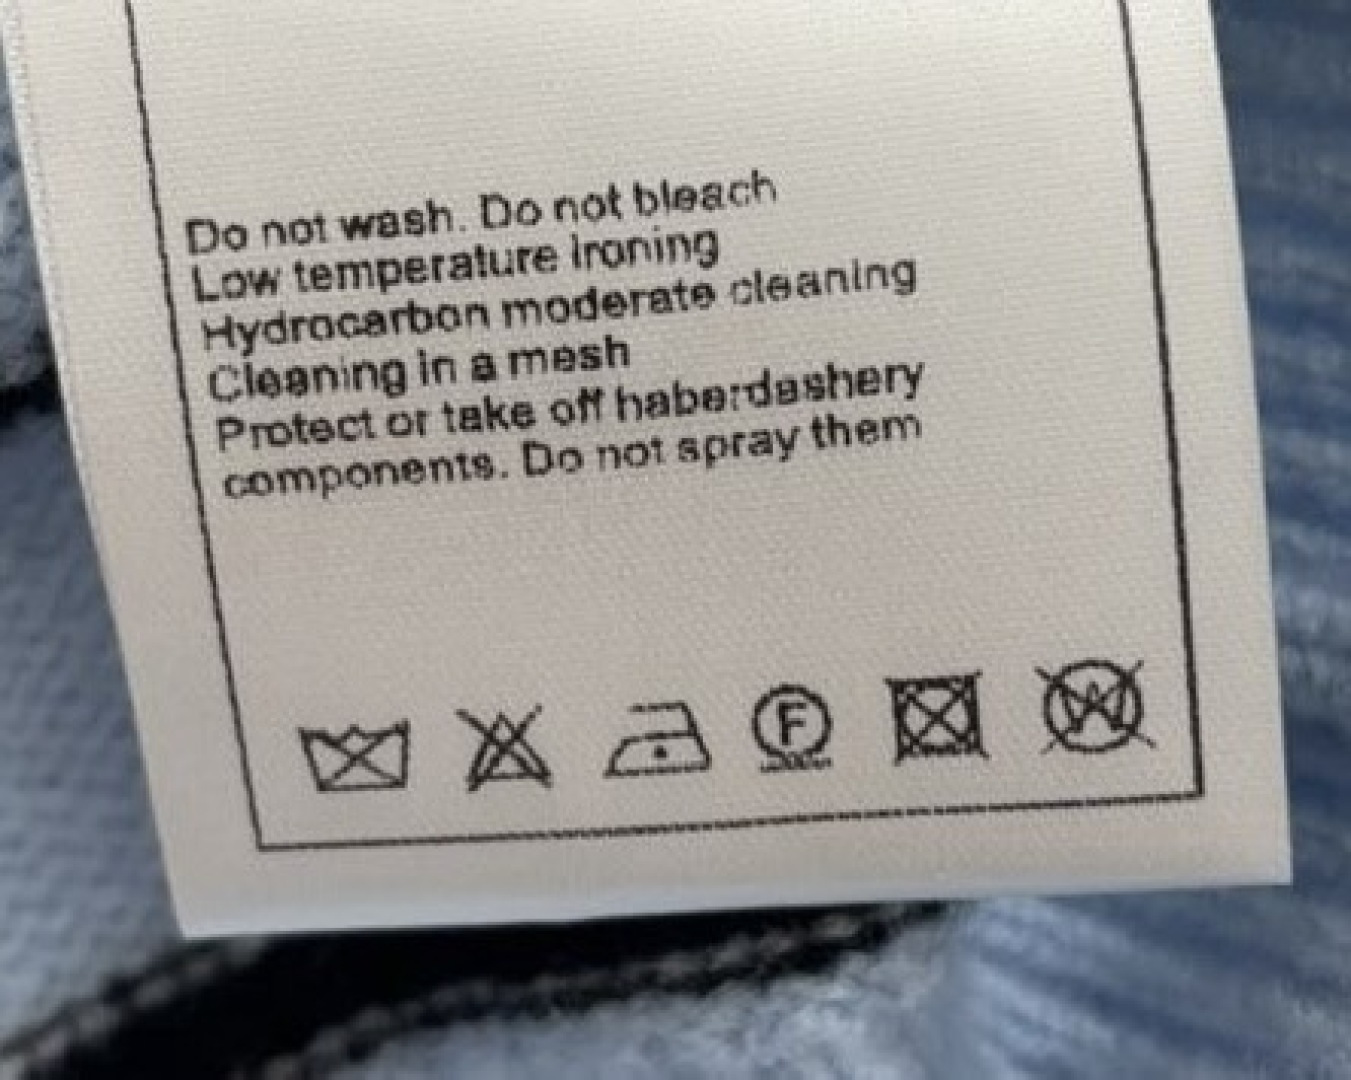 Do not wash. Do not bleach
Low temperature ironing
Hydrocarbon moderate cleaning
Cleaning in a mesh
Protect or take off haberdashery
components. Do not spray them
F
W